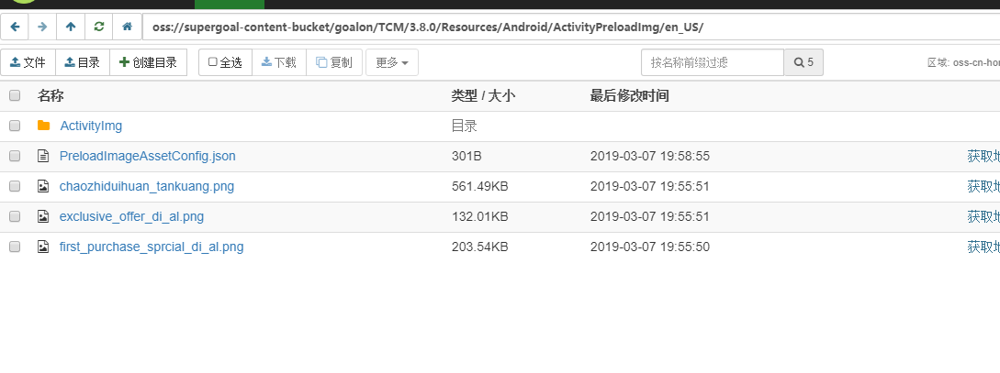 oss://supergoal-content-bucket/goalon/TCM/3.8.0/Resources/Android/ActivityPreloadImg/en_US/
文件 目录 创建目录 全选 下载 复制 更多 按名称前缀过滤 5 区域: oss-cn-hon
名称 类型 / 大小 最后修改时间
ActivityImg 目录
PreloadImageAssetConfig.json 301B 2019-03-07 19:58:55 获取地
chaozhiduihuan_tankuang.png 561.49KB 2019-03-07 19:55:51 获取地
exclusive_offer_di_al.png 132.01KB 2019-03-07 19:55:51 获取地
first_purchase_sprcial_di_al.png 203.54KB 2019-03-07 19:55:50 获取地